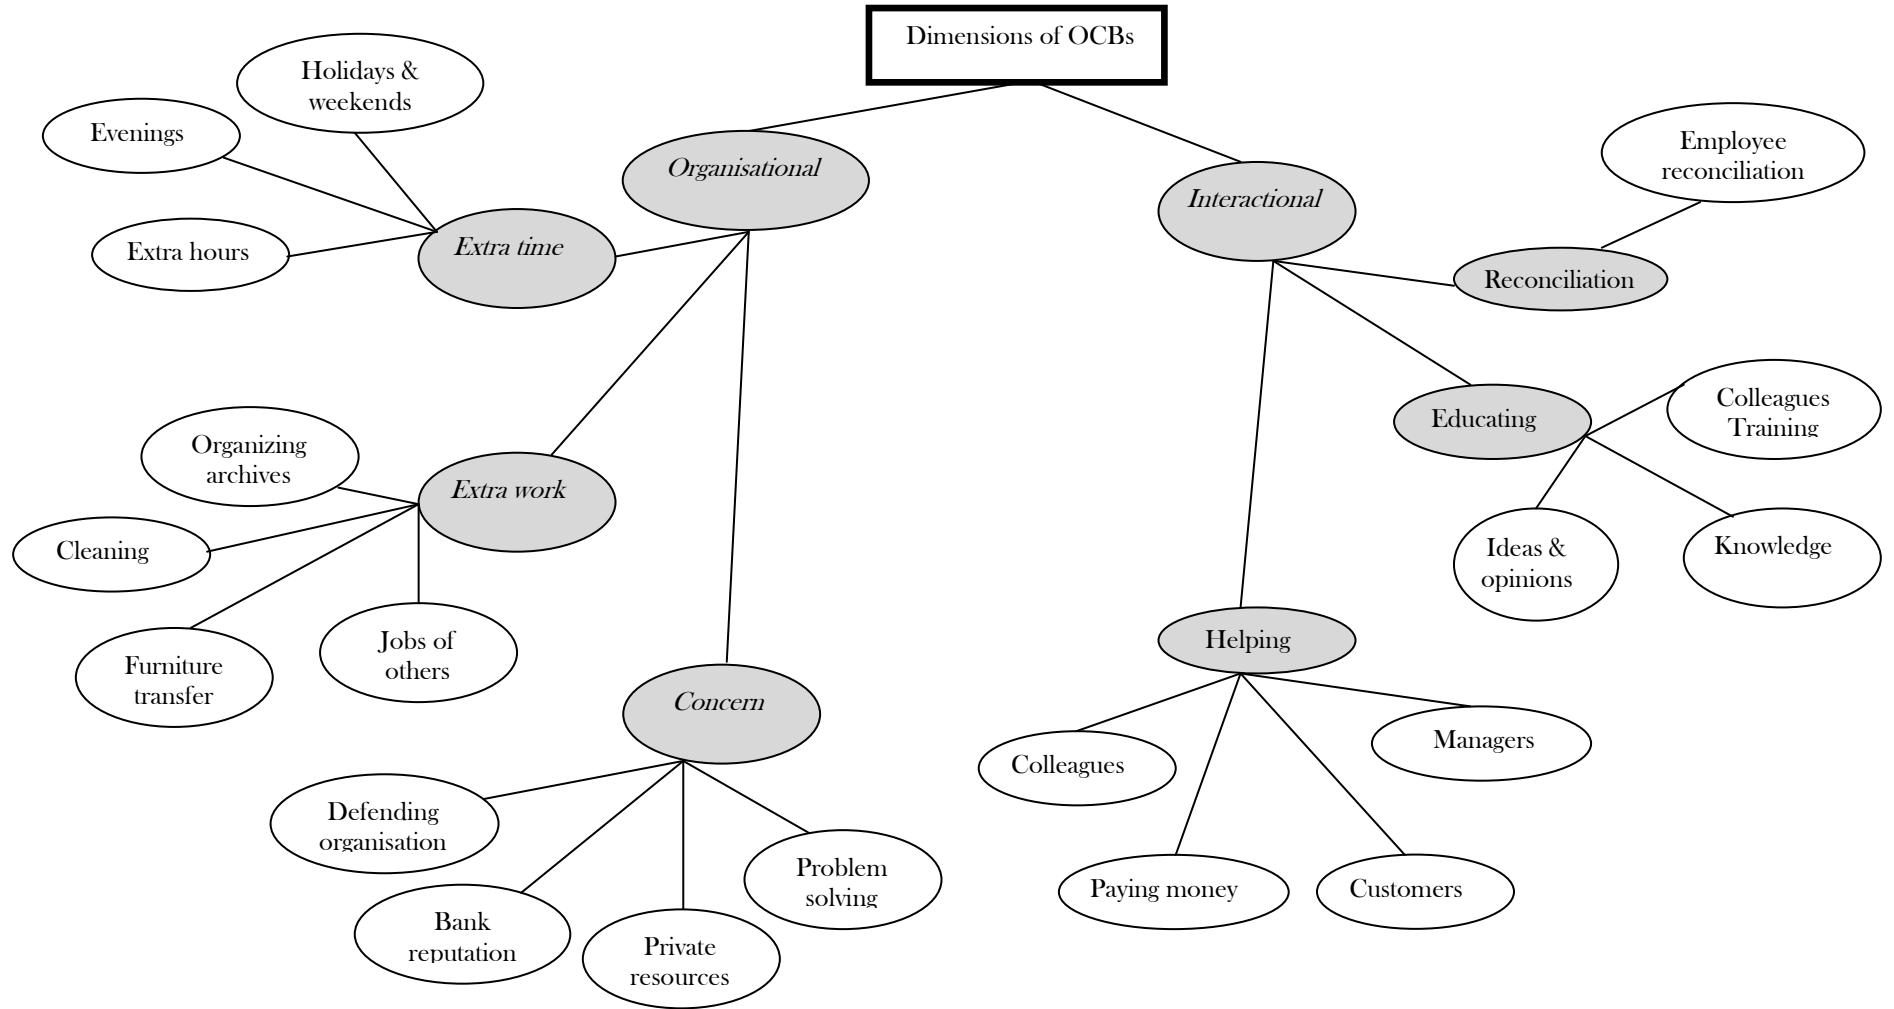 Dimensions of OCBs
Holidays &
weekends
Evenings
Extra hours
Extra time
Organisational
Interactional
Employee
reconciliation
Reconciliation
Colleagues
Training
Educating
Ideas &
opinions
Knowledge
Organizing
archives
Extra work
Cleaning
Furniture
transfer
Jobs of
others
Concern
Defending
organisation
Bank
reputation
Private
resources
Problem
solving
Helping
Colleagues
Managers
Paying money
Customers